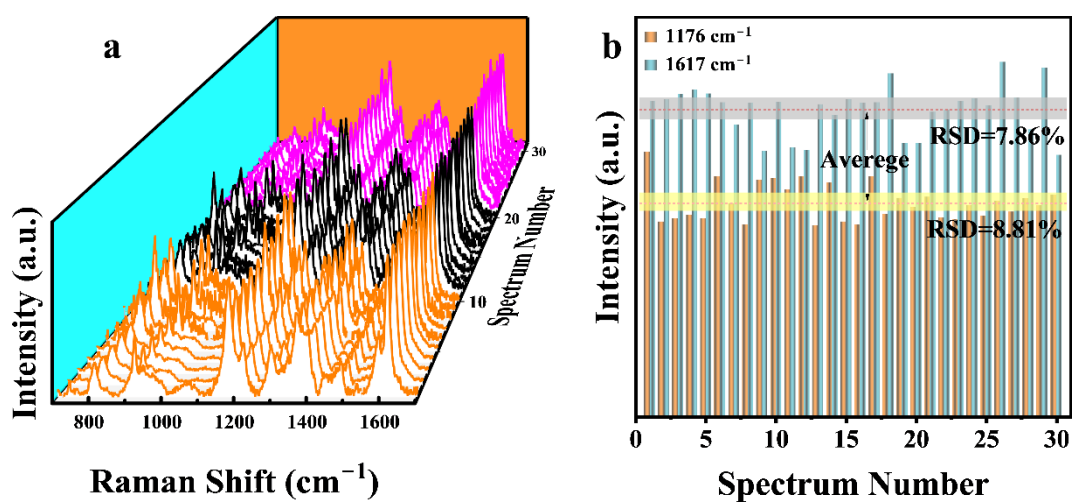 a
Intensity (a.u.)
800
1000
1200
1400
1600
Raman Shift (cm⁻¹)
10
20
30
Spectrum Number
b
1176 cm⁻¹
1617 cm⁻¹
RSD=7.86%
Averege
RSD=8.81%
Intensity (a.u.)
0
5
10
15
20
25
30
Spectrum Number